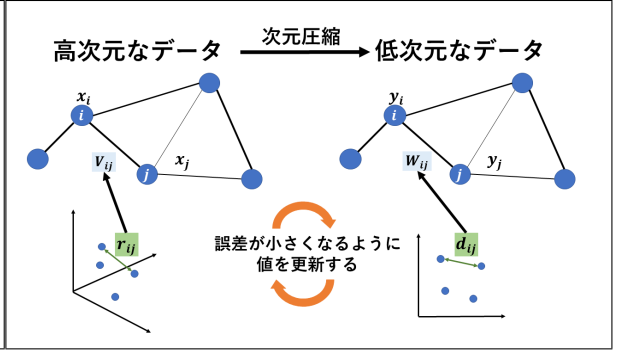 高次元なデータ
次元圧縮
低次元なデータ
x_i
i
V_ij
j
x_j
y_i
i
W_ij
j
y_j
r_ij
誤差が小さくなるように
値を更新する
d_ij